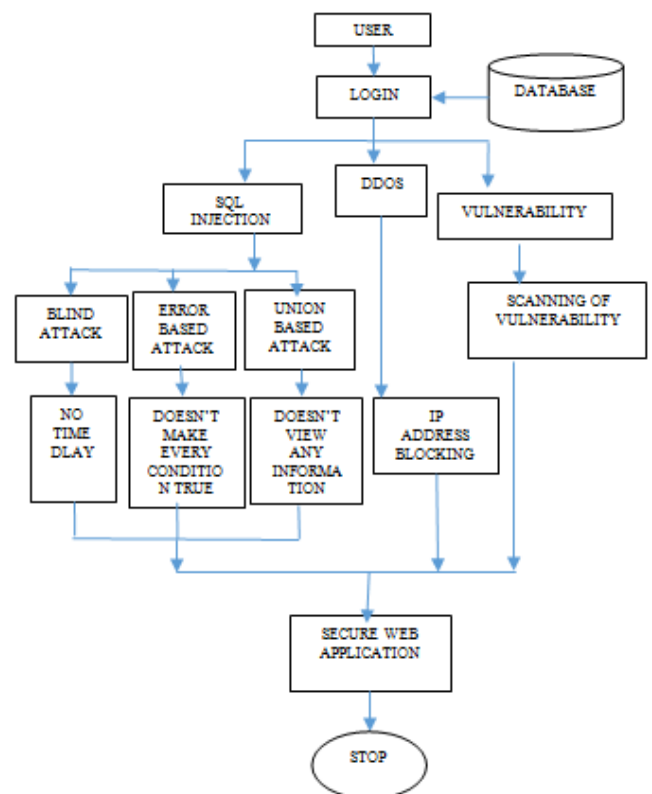 USER
LOGIN
DATABASE
SQL
INJECTION
DDOS
VULNERABILITY
BLIND
ATTACK
ERROR
BASED
ATTACK
UNION
BASED
ATTACK
SCANNING OF
VULNERABILITY
NO
TIME
DLAY
DOESN'T
MAKE
EVERY
CONDITIO
N TRUE
DOESN'T
VIEW
ANY
INFORMA
TION
IP
ADDRESS
BLOCKING
SECURE WEB
APPLICATION
STOP